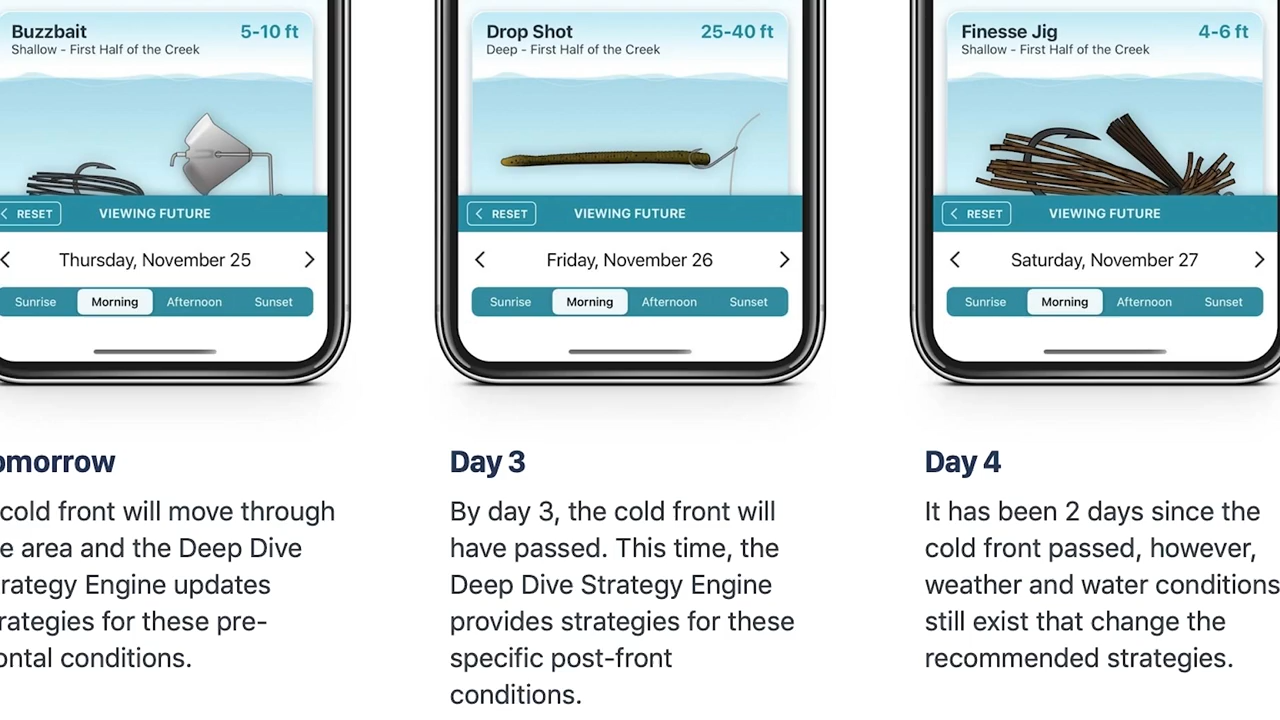 Buzzbait 5-10 ft
Shallow - First Half of the Creek
RESET VIEWING FUTURE
Thursday, November 25
Sunrise Morning Afternoon Sunset
omorrow
cold front will move through
e area and the Deep Dive
rategy Engine updates
rategies for these pre-
ontal conditions.
Drop Shot 25-40 ft
Deep - First Half of the Creek
RESET VIEWING FUTURE
Friday, November 26
Sunrise Morning Afternoon Sunset
Day 3
By day 3, the cold front will
have passed. This time, the
Deep Dive Strategy Engine
provides strategies for these
specific post-front
conditions.
Finesse Jig 4-6 ft
Shallow - First Half of the Creek
RESET VIEWING FUTURE
Saturday, November 27
Sunrise Morning Afternoon Sunset
Day 4
It has been 2 days since the
cold front passed, however,
weather and water conditions
still exist that change the
recommended strategies.